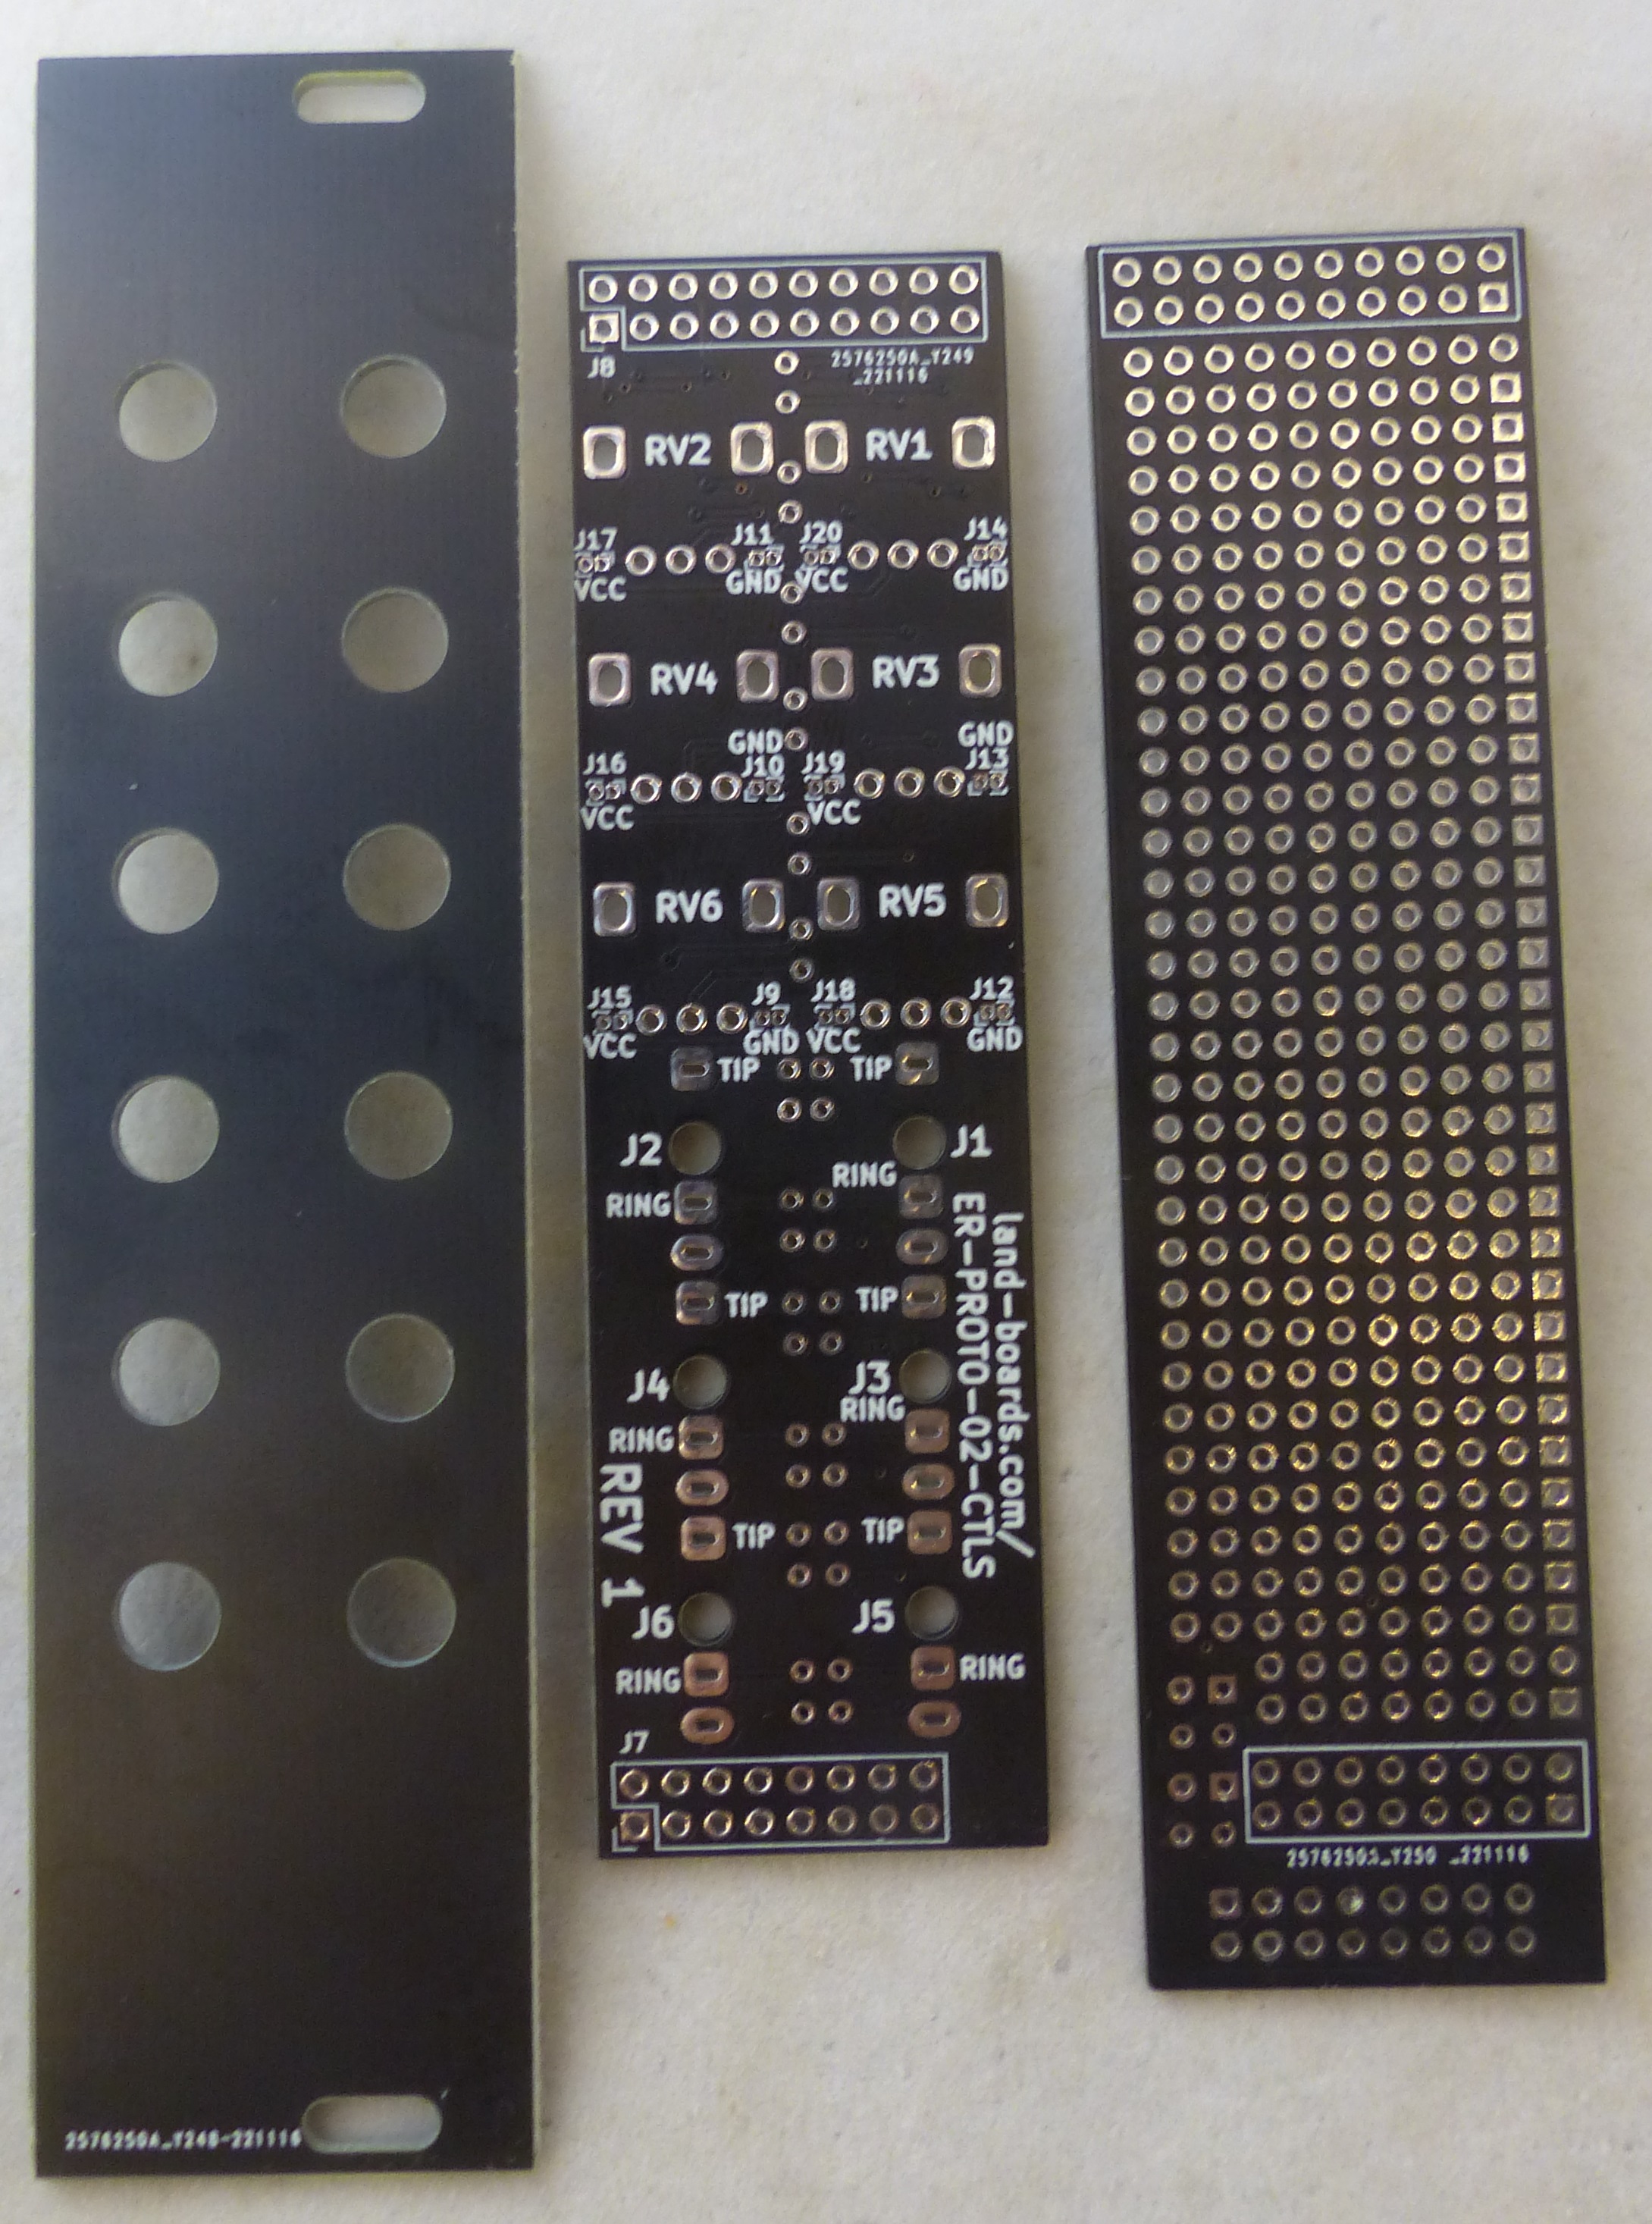 2576250A_Y248-221116
J8
2576250A_Y249
_221116
RV2
RV1
J17
J11
J20
J14
VCC
GND
VCC
GND
RV4
RV3
GND
GND
J16
J10
J19
J13
VCC
VCC
RV6
RV5
J15
J9
J18
J12
VCC
GND
VCC
GND
TIP
TIP
J2
J1
RING
RING
TIP
TIP
J4
J3
RING
RING
TIP
TIP
J6
J5
RING
RING
land-boards.com/
ER-PROTO-02-CTLS
REV 1
J7
2576250A_Y250 _221116